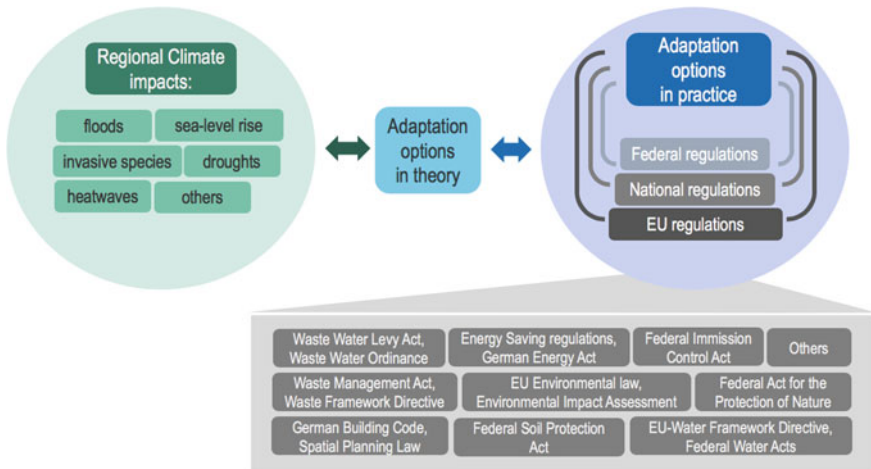 Regional Climate
impacts:
floods
sea-level rise
invasive species
droughts
heatwaves
others
Adaptation
options
in theory
Adaptation
options
in practice
Federal regulations
National regulations
EU regulations
Waste Water Levy Act,
Waste Water Ordinance
Energy Saving regulations,
German Energy Act
Federal Immission
Control Act
Others
Waste Management Act,
Waste Framework Directive
EU Environmental law,
Environmental Impact Assessment
Federal Act for the
Protection of Nature
German Building Code,
Spatial Planning Law
Federal Soil Protection
Act
EU-Water Framework Directive,
Federal Water Acts